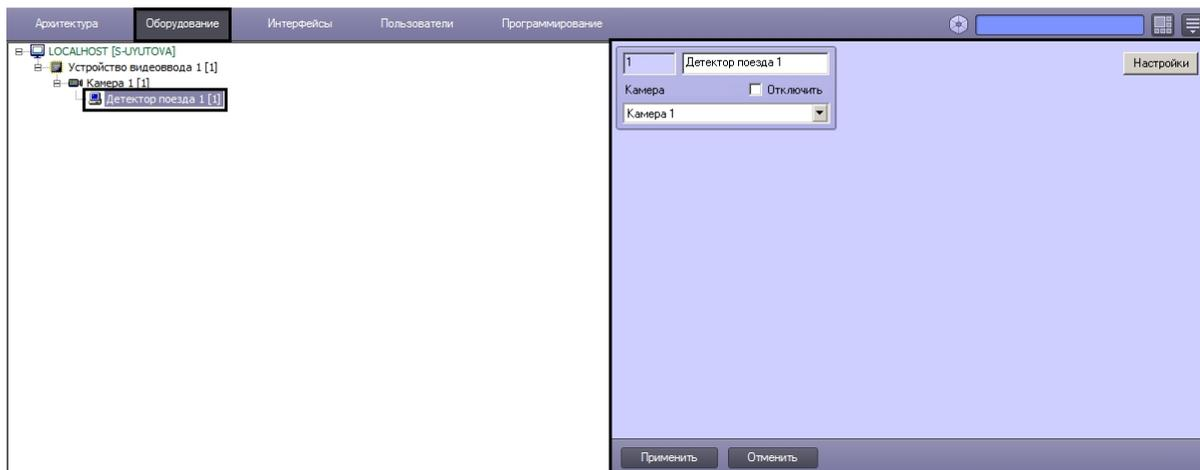 Архитектура Оборудование Интерфейсы Пользователи Программирование
LOCALHOST [S-UYUTOVA]
Устройство видеоввода 1 [1]
Камера 1 [1]
Детектор поезда 1 [1]
1 Детектор поезда 1
Настройки
Камера Отключить
Камера 1
Применить Отменить